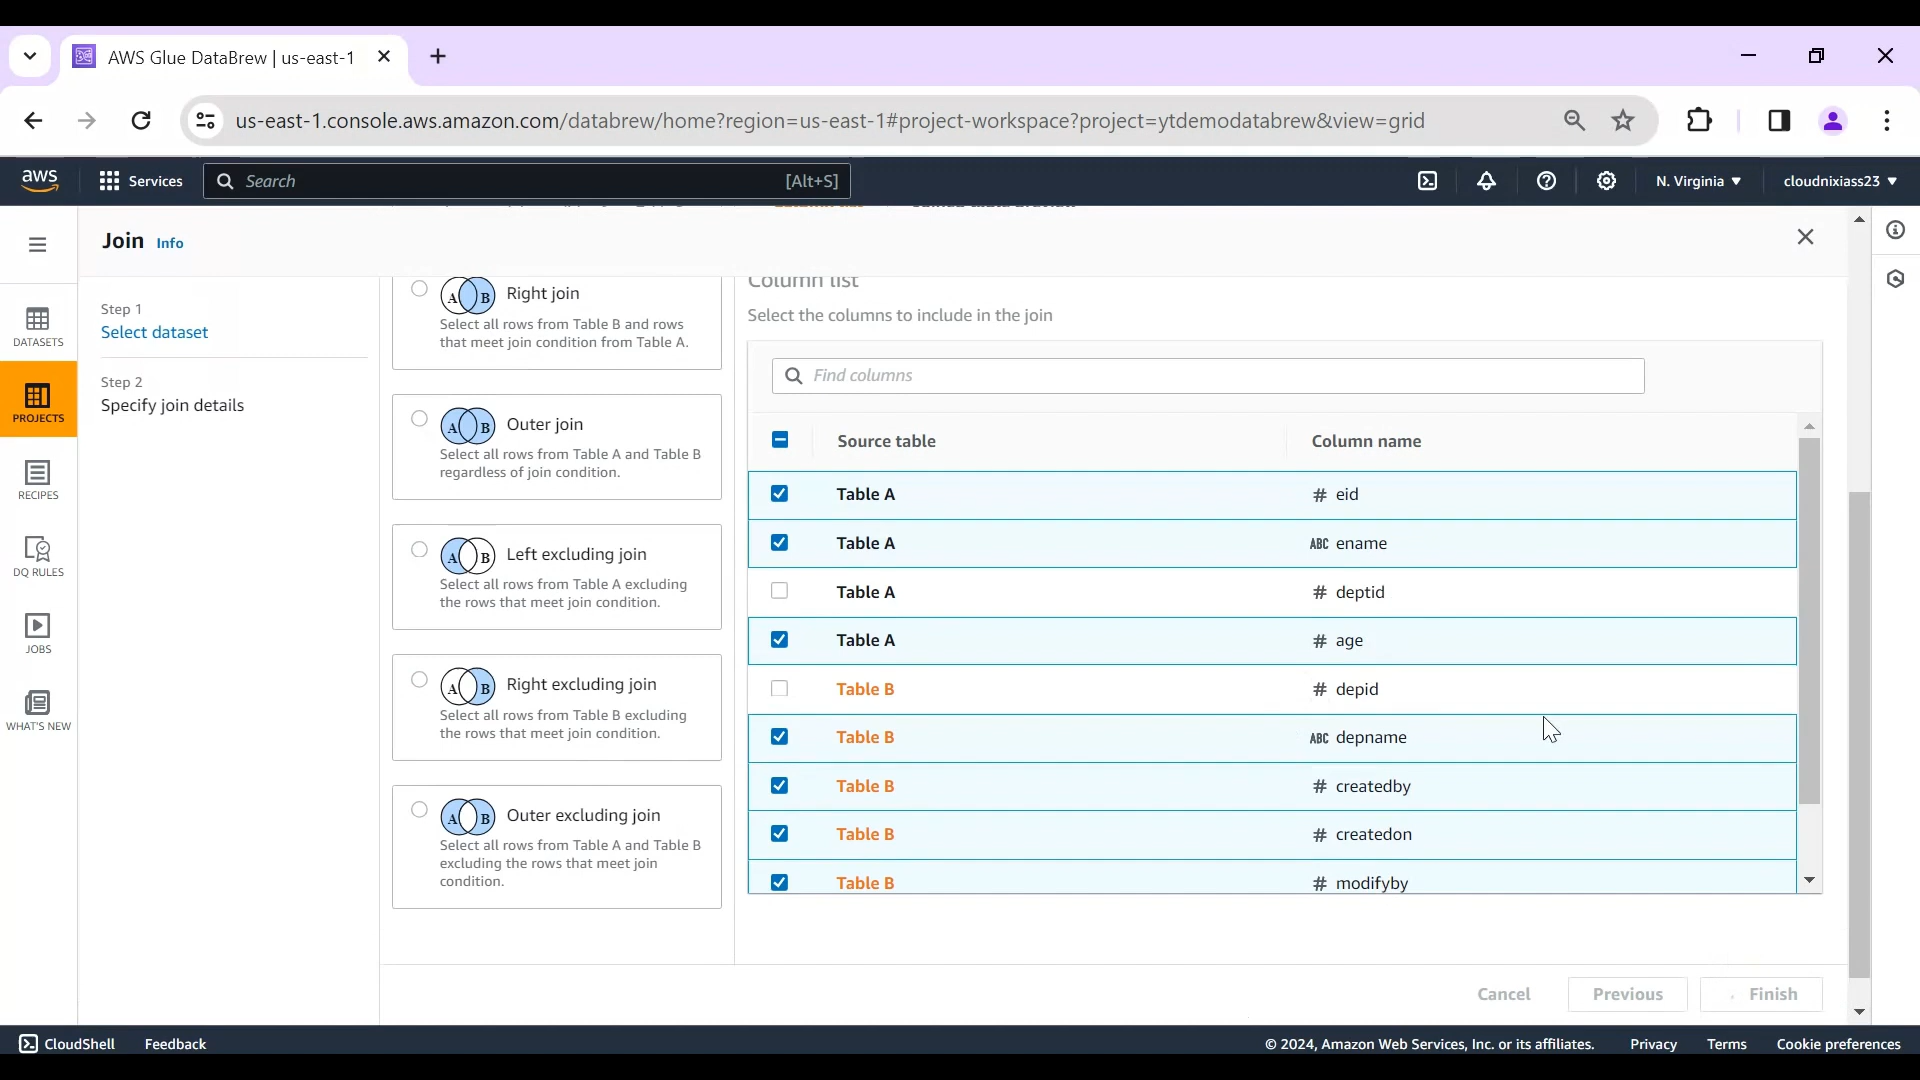 AWS Glue DataBrew | us-east-1
us-east-1.console.aws.amazon.com/databrew/home?region=us-east-1#project-workspace?project=ytdemodatabrew&view=grid
aws
Services
Search
[Alt+S]
N. Virginia
cloudnixiass23
Join Info
Step 1
Select dataset
Step 2
Specify join details
DATASETS
PROJECTS
RECIPES
DQ RULES
JOBS
WHAT'S NEW
A B Right join
Select all rows from Table B and rows
that meet join condition from Table A.
A B Outer join
Select all rows from Table A and Table B
regardless of join condition.
A B Left excluding join
Select all rows from Table A excluding
the rows that meet join condition.
A B Right excluding join
Select all rows from Table B excluding
the rows that meet join condition.
A B Outer excluding join
Select all rows from Table A and Table B
excluding the rows that meet join
condition.
Column list
Select the columns to include in the join
Find columns
Source table Column name
Table A # eid
Table A ABC ename
Table A # deptid
Table A # age
Table B # depid
Table B ABC depname
Table B # createdby
Table B # createdon
Table B # modifyby
Cancel Previous Finish
CloudShell Feedback
© 2024, Amazon Web Services, Inc. or its affiliates. Privacy Terms Cookie preferences